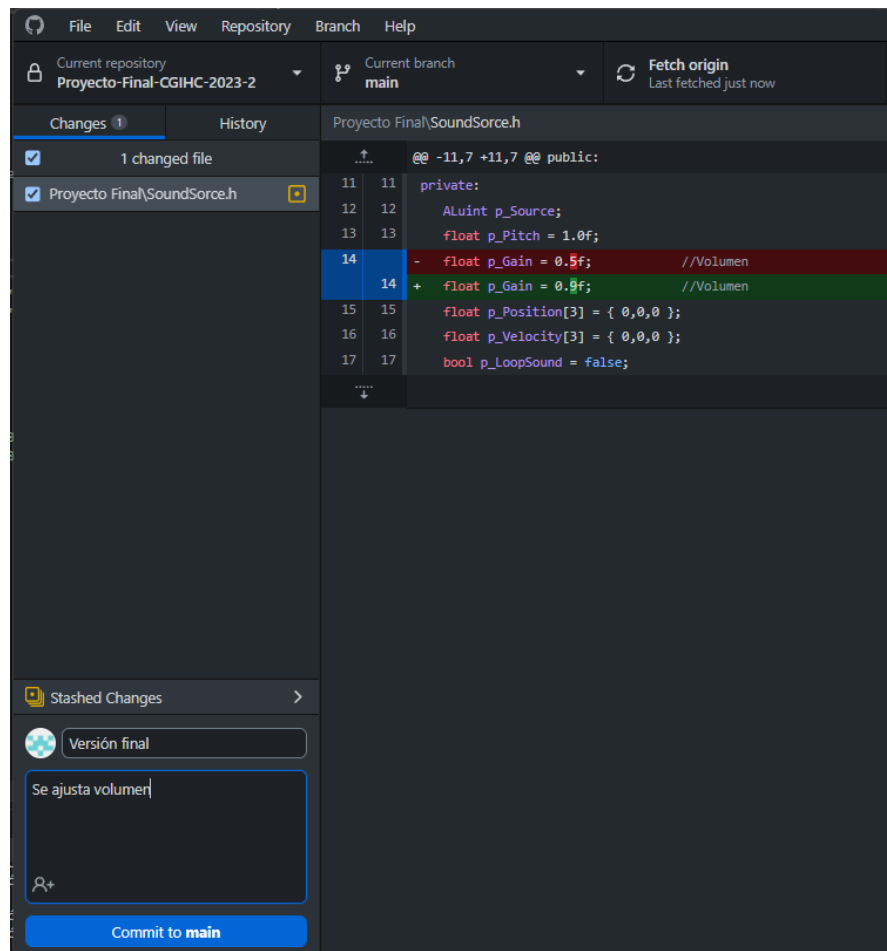 File Edit View Repository Branch Help
Current repository
Proyecto-Final-CGIHC-2023-2
Current branch
main
Fetch origin
Last fetched just now
Changes 1 History
1 changed file
Proyecto Final\SoundSorce.h
Proyecto Final\SoundSorce.h
@@ -11,7 +11,7 @@ public:
11 11 private:
12 12 ALuint p_Source;
13 13 float p_Pitch = 1.0f;
14 - float p_Gain = 0.5f; //Volumen
14 + float p_Gain = 0.9f; //Volumen
15 15 float p_Position[3] = { 0,0,0 };
16 16 float p_Velocity[3] = { 0,0,0 };
17 17 bool p_LoopSound = false;
Stashed Changes
Versión final
Se ajusta volumen
Commit to main